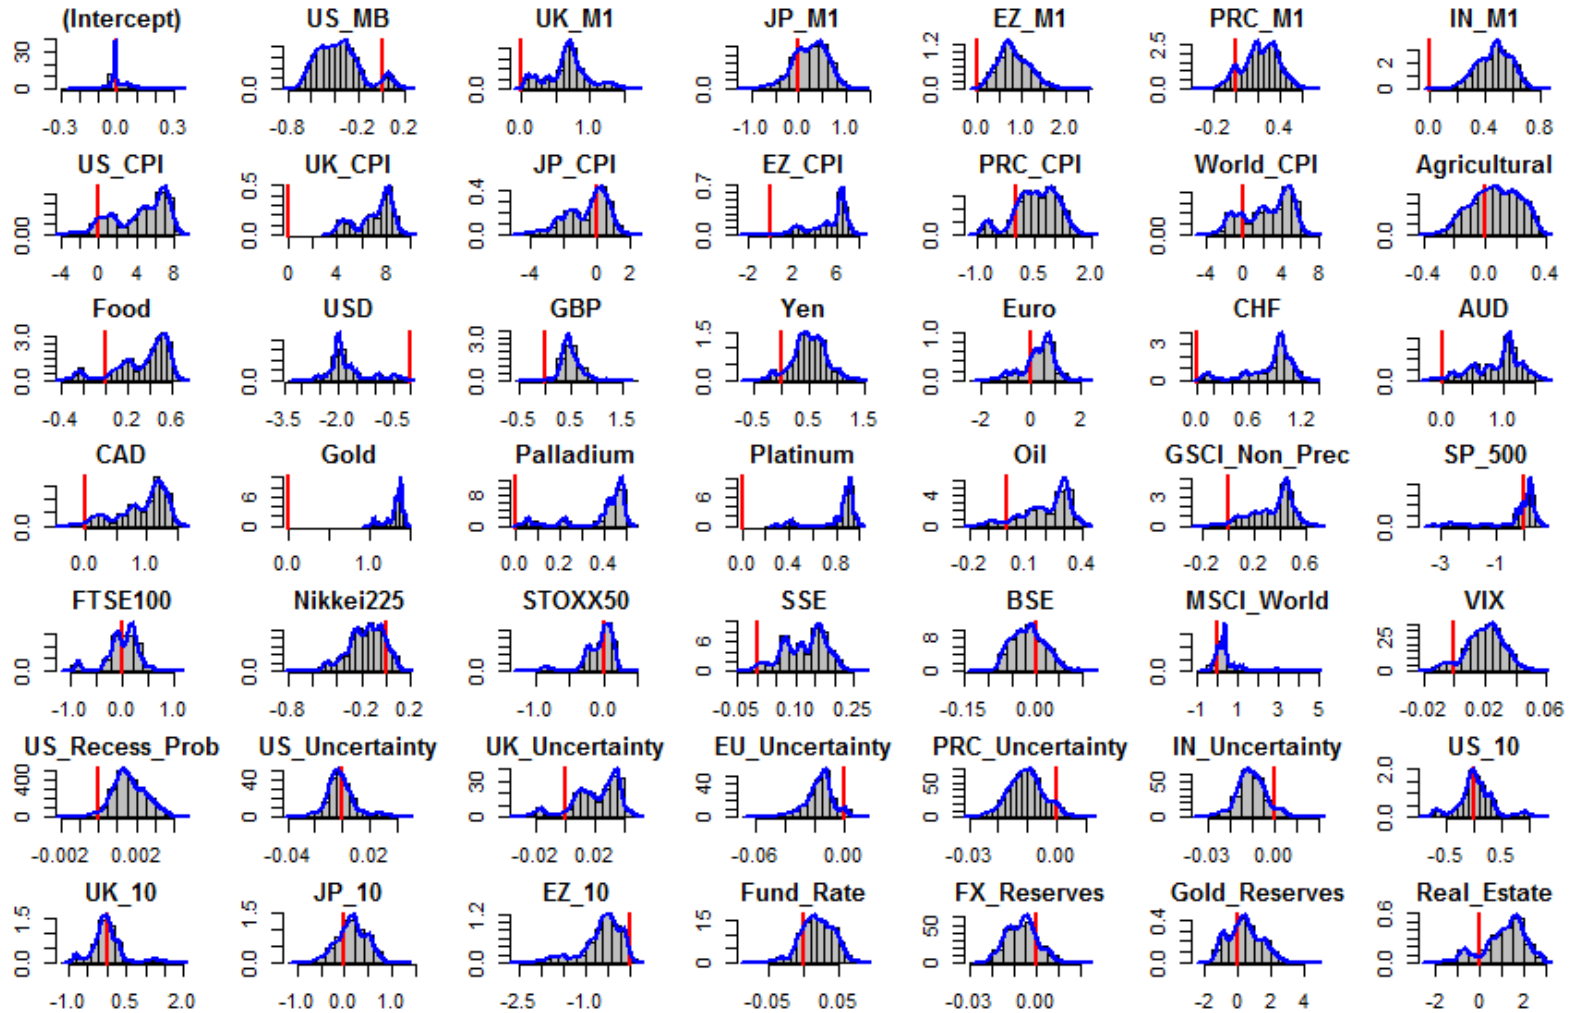 (Intercept) US_MB UK_M1 JP_M1 EZ_M1 PRC_M1 IN_M1
0 30 0.0 0.0 0.0 0.0 1.2 0.0 2.5 0 2
-0.3 0.0 0.3 -0.8 -0.2 0.2 0.0 1.0 -1.0 0.0 1.0 0.0 1.0 2.0 -0.2 0.4 0.0 0.4 0.8
US_CPI UK_CPI JP_CPI EZ_CPI PRC_CPI World_CPI Agricultural
0.00 0.0 0.5 0.0 0.4 0.0 0.7 0.0 0.00 0.0
-4 0 4 8 0 4 8 -4 0 2 -2 2 6 -1.0 0.5 2.0 -4 0 4 8 -0.4 0.0 0.4
Food USD GBP Yen Euro CHF AUD
0.0 3.0 0.0 0.0 3.0 0.0 1.5 0.0 1.0 0 3 0.0
-0.4 0.2 0.6 -3.5 -2.0 -0.5 -0.5 0.5 1.5 -0.5 0.5 1.5 -2 0 2 0.0 0.6 1.2 0.0 1.0
CAD Gold Palladium Platinum Oil GSCI_Non_Prec SP_500
0.0 0 6 0 8 0 6 0 4 0 3 0.0
0.0 1.0 0.0 1.0 0.0 0.2 0.4 0.0 0.4 0.8 -0.2 0.1 0.4 -0.2 0.2 0.6 -3 -1
FTSE100 Nikkei225 STOXX50 SSE BSE MSCI_World VIX
0.0 0.0 0.0 0 6 0 8 0.0 0 25
-1.0 0.0 1.0 -0.8 -0.2 0.2 -1.0 0.0 -0.05 0.10 0.25 -0.15 0.00 -1 1 3 5 -0.02 0.02 0.06
US_Recess_Prob US_Uncertainty UK_Uncertainty EU_Uncertainty PRC_Uncertainty IN_Uncertainty US_10
0 400 0 40 0 30 0 40 0 50 0 50 0.0 2.0
-0.002 0.002 -0.04 0.02 -0.02 0.02 -0.06 0.00 -0.03 0.00 -0.03 0.00 -0.5 0.5
UK_10 JP_10 EZ_10 Fund_Rate FX_Reserves Gold_Reserves Real_Estate
0.0 1.5 0.0 1.5 0.0 1.2 0 15 0 50 0.0 0.4 0.0 0.6
-1.0 0.5 2.0 -1.0 0.0 1.0 -2.5 -1.0 -0.05 0.05 -0.03 0.00 -2 0 2 4 -2 0 2